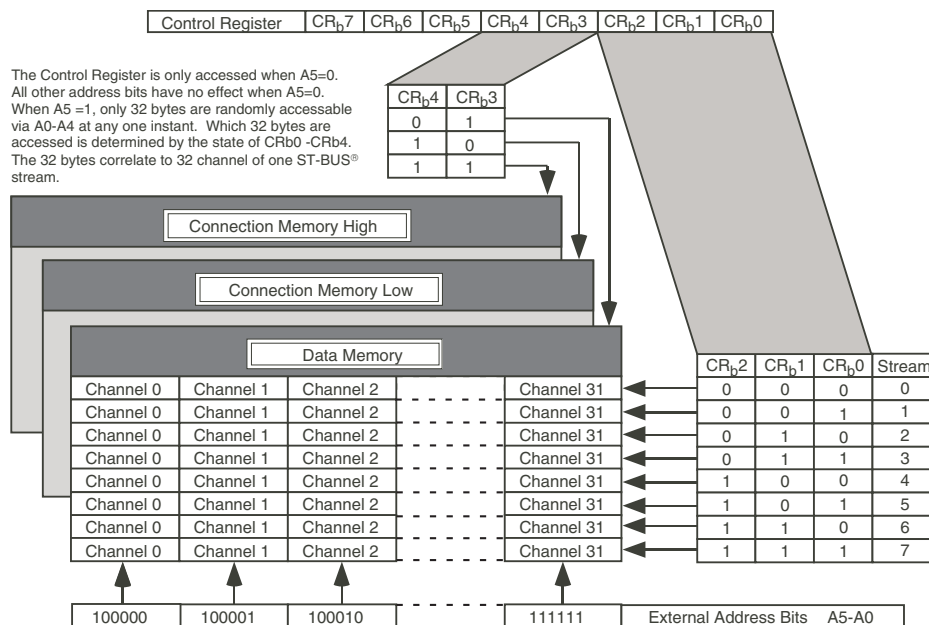 Control Register CRb7 CRb6 CRb5 CRb4 CRb3 CRb2 CRb1 CRb0
The Control Register is only accessed when A5=0.
All other address bits have no effect when A5=0.
When A5 =1, only 32 bytes are randomly accessable
via A0-A4 at any one instant. Which 32 bytes are
accessed is determined by the state of CRb0 -CRb4.
The 32 bytes correlate to 32 channel of one ST-BUS®
stream.
CRb4 CRb3
0 1
1 0
1 1
Connection Memory High
Connection Memory Low
Data Memory
CRb2 CRb1 CRb0 Stream
Channel 0 Channel 1 Channel 2 Channel 31 0 0 0 0
Channel 0 Channel 1 Channel 2 Channel 31 0 0 1 1
Channel 0 Channel 1 Channel 2 Channel 31 0 1 0 2
Channel 0 Channel 1 Channel 2 Channel 31 0 1 1 3
Channel 0 Channel 1 Channel 2 Channel 31 1 0 0 4
Channel 0 Channel 1 Channel 2 Channel 31 1 0 1 5
Channel 0 Channel 1 Channel 2 Channel 31 1 1 0 6
Channel 0 Channel 1 Channel 2 Channel 31 1 1 1 7
100000 100001 100010 111111 External Address Bits A5-A0